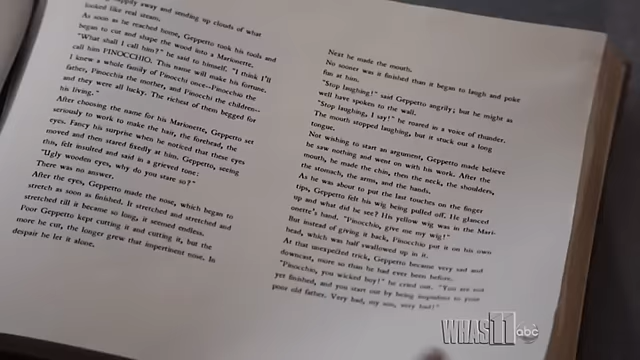 happily away and sending up clouds of what
looked like real steam.
As soon as he reached home, Geppetto took his tools and
began to cut and shape the wood into a Marionette.
"What shall I call him?" he said to himself. "I think I'll
call him PINOCCHIO. This name will make his fortune.
I knew a whole family of Pinocchi once—Pinocchio the
father, Pinocchia the mother, and Pinocchi the children—
and they were all lucky. The richest of them begged for
his living."
After choosing the name for his Marionette, Geppetto set
seriously to work to make the hair, the forehead, the
eyes. Fancy his surprise when he noticed that these eyes
moved and then stared fixedly at him. Geppetto, seeing
this, felt insulted and said in a grieved tone:
"Ugly wooden eyes, why do you stare so?"
There was no answer.
After the eyes, Geppetto made the nose, which began to
stretch as soon as finished. It stretched and stretched and
stretched till it became so long, it seemed endless.
Poor Geppetto kept cutting it and cutting it, but the
more he cut, the longer grew that impertinent nose. In
despair he let it alone.
Next he made the mouth.
No sooner was it finished than it began to laugh and poke
fun at him.
"Stop laughing!" said Geppetto angrily; but he might as
well have spoken to the wall.
"Stop laughing, I say!" he roared in a voice of thunder.
The mouth stopped laughing, but it stuck out a long
tongue.
Not wishing to start an argument, Geppetto made believe
he saw nothing and went on with his work. After the
mouth, he made the chin, then the neck, the shoulders,
the stomach, the arms, and the hands.
As he was about to put the last touches on the finger
tips, Geppetto felt his wig being pulled off. He glanced
up and what did he see? His yellow wig was in the Mari-
onette's hand. "Pinocchio, give me my wig!"
But instead of giving it back, Pinocchio put it on his own
head, which was half swallowed up in it.
At that unexpected trick, Geppetto became very sad and
downcast, more so than he had ever been before.
"Pinocchio, you wicked boy!" he cried out. "You are not
yet finished, and you start out by being impudent to your
poor old father. Very bad, my son, very bad!"
WHAS11 abc